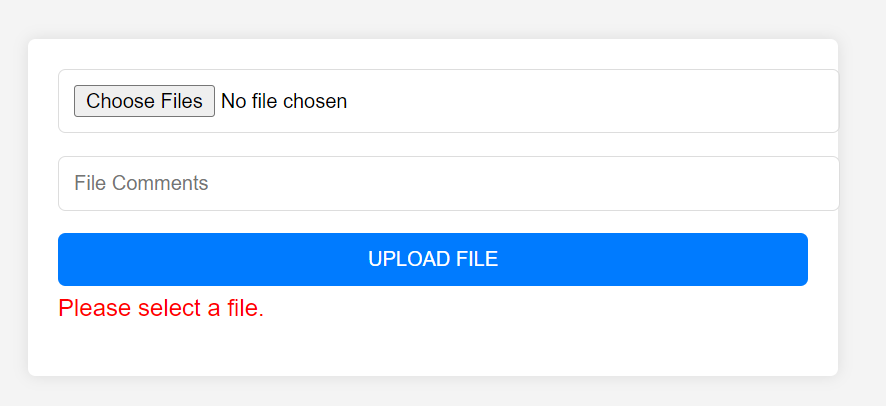 Choose Files No file chosen
File Comments
UPLOAD FILE
Please select a file.